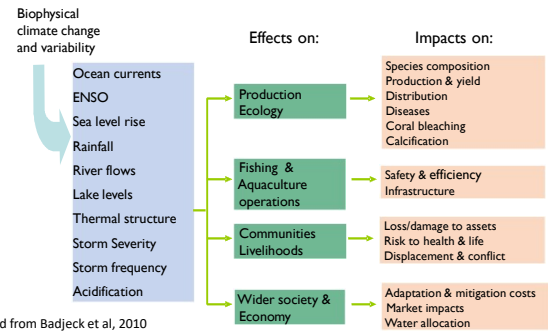 Biophysical
climate change
and variability
Effects on:
Impacts on:
Ocean currents
ENSO
Sea level rise
Rainfall
River flows
Lake levels
Thermal structure
Storm Severity
Storm frequency
Acidification
Production
Ecology
Fishing &
Aquaculture
operations
Communities
Livelihoods
Wider society &
Economy
Species composition
Production & yield
Distribution
Diseases
Coral bleaching
Calcification
Safety & efficiency
Infrastructure
Loss/damage to assets
Risk to health & life
Displacement & conflict
Adaptation & mitigation costs
Market impacts
Water allocation
d from Badjeck et al, 2010